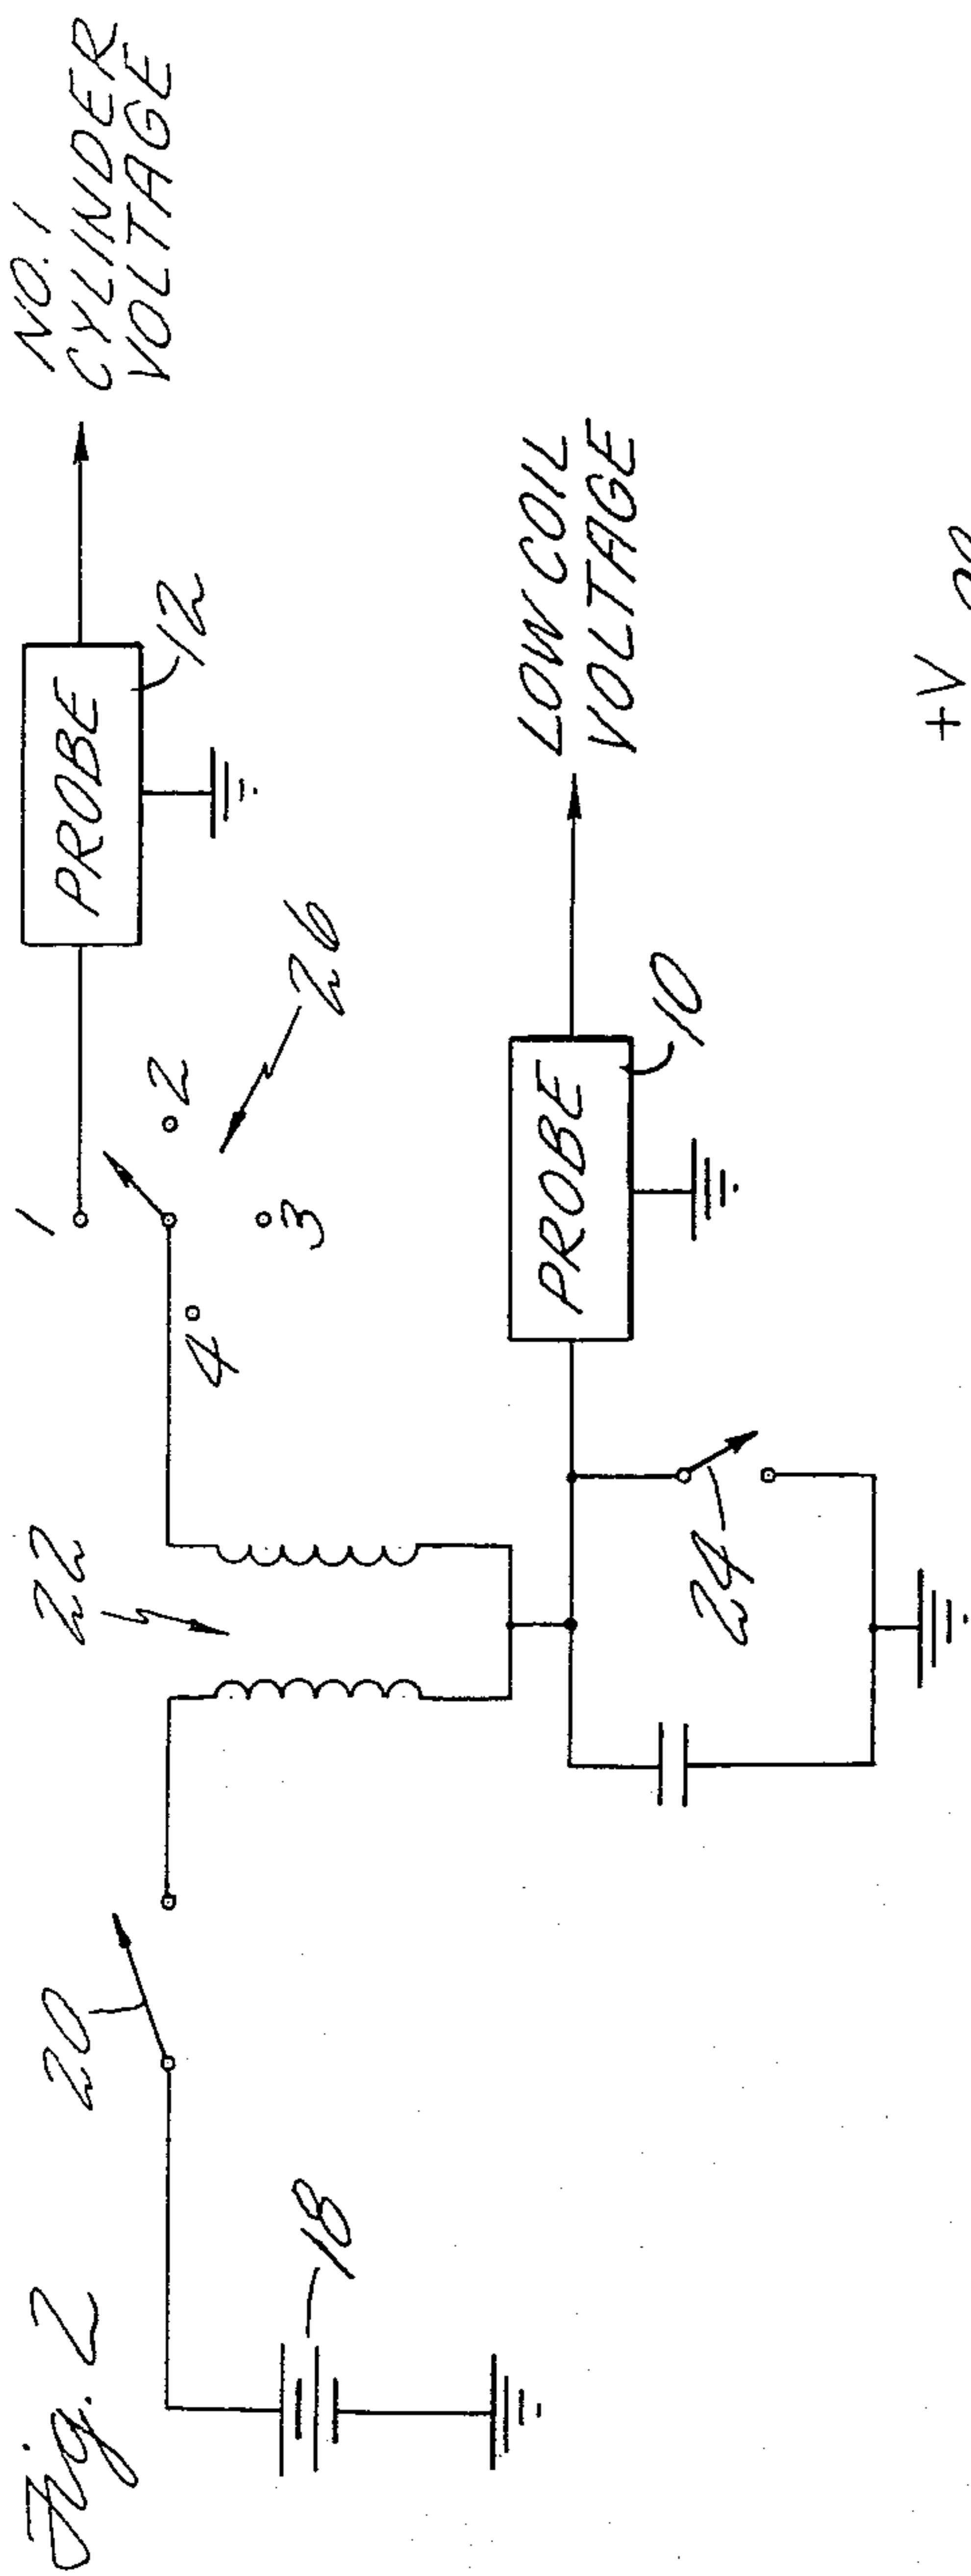 Fig. 2
18
20
22
24
26
1
2
3
4
PROBE
12
NO. 1
CYLINDER
VOLTAGE
PROBE
10
LOW COIL
VOLTAGE
+V